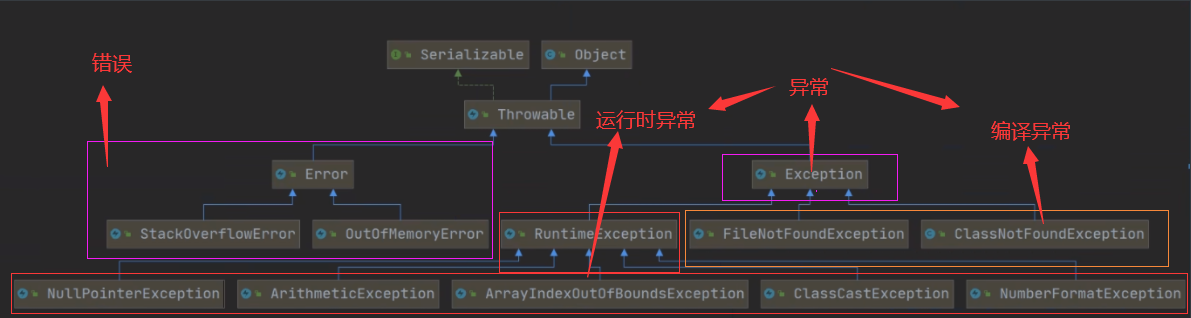 Serializable
Object
错误
异常
Throwable
运行时异常
编译异常
Error
Exception
StackOverflowError
OutOfMemoryError
RuntimeException
FileNotFoundException
ClassNotFoundException
NullPointerException
ArithmeticException
ArrayIndexOutOfBoundsException
ClassCastException
NumberFormatException